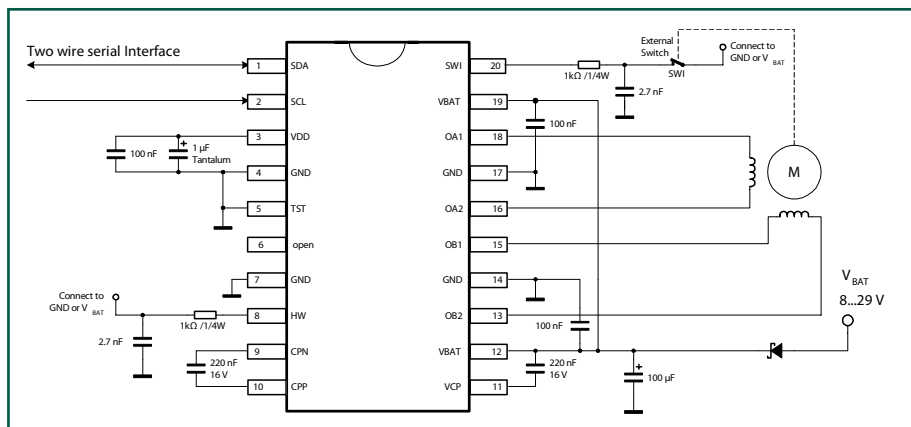 Two wire serial Interface
1 SDA
2 SCL
3 VDD
4 GND
5 TST
6 open
7 GND
8 HW
9 CPN
10 CPP
100 nF
1 µF
Tantalum
Connect to
GND or V BAT
1kΩ /1/4W
2.7 nF
220 nF
16 V
SWI 20
VBAT 19
OA1 18
GND 17
OA2 16
OB1 15
GND 14
OB2 13
VBAT 12
VCP 11
External
Switch
SWI
Connect to
GND or V BAT
1kΩ /1/4W
2.7 nF
100 nF
M
100 nF
220 nF
16 V
100 µF
V BAT
8...29 V